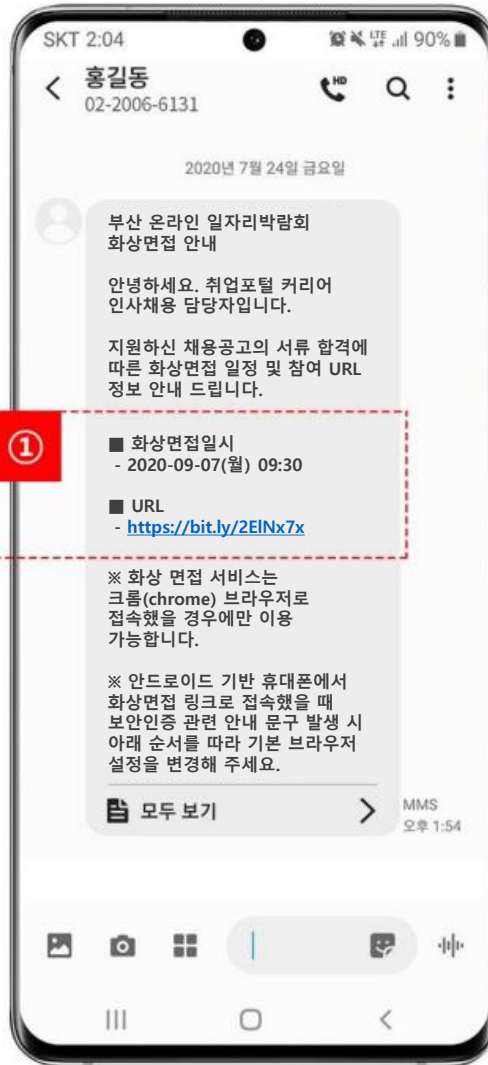 SKT 2:04
LTE 90%
홍길동
HD
02-2006-6131
2020년 7월 24일 금요일
부산 온라인 일자리박람회
화상면접 안내
안녕하세요. 취업포털 커리어
인사채용 담당자입니다.
지원하신 채용공고의 서류 합격에
따른 화상면접 일정 및 참여 URL
정보 안내 드립니다.
①
■ 화상면접일시
- 2020-09-07(월) 09:30
■ URL
- https://bit.ly/2ElNx7x
※ 화상 면접 서비스는
크롬(chrome) 브라우저로
접속했을 경우에만 이용
가능합니다.
※ 안드로이드 기반 휴대폰에서
화상면접 링크로 접속했을 때
보안인증 관련 안내 문구 발생 시
아래 순서를 따라 기본 브라우저
설정을 변경해 주세요.
모두 보기
MMS
오후 1:54